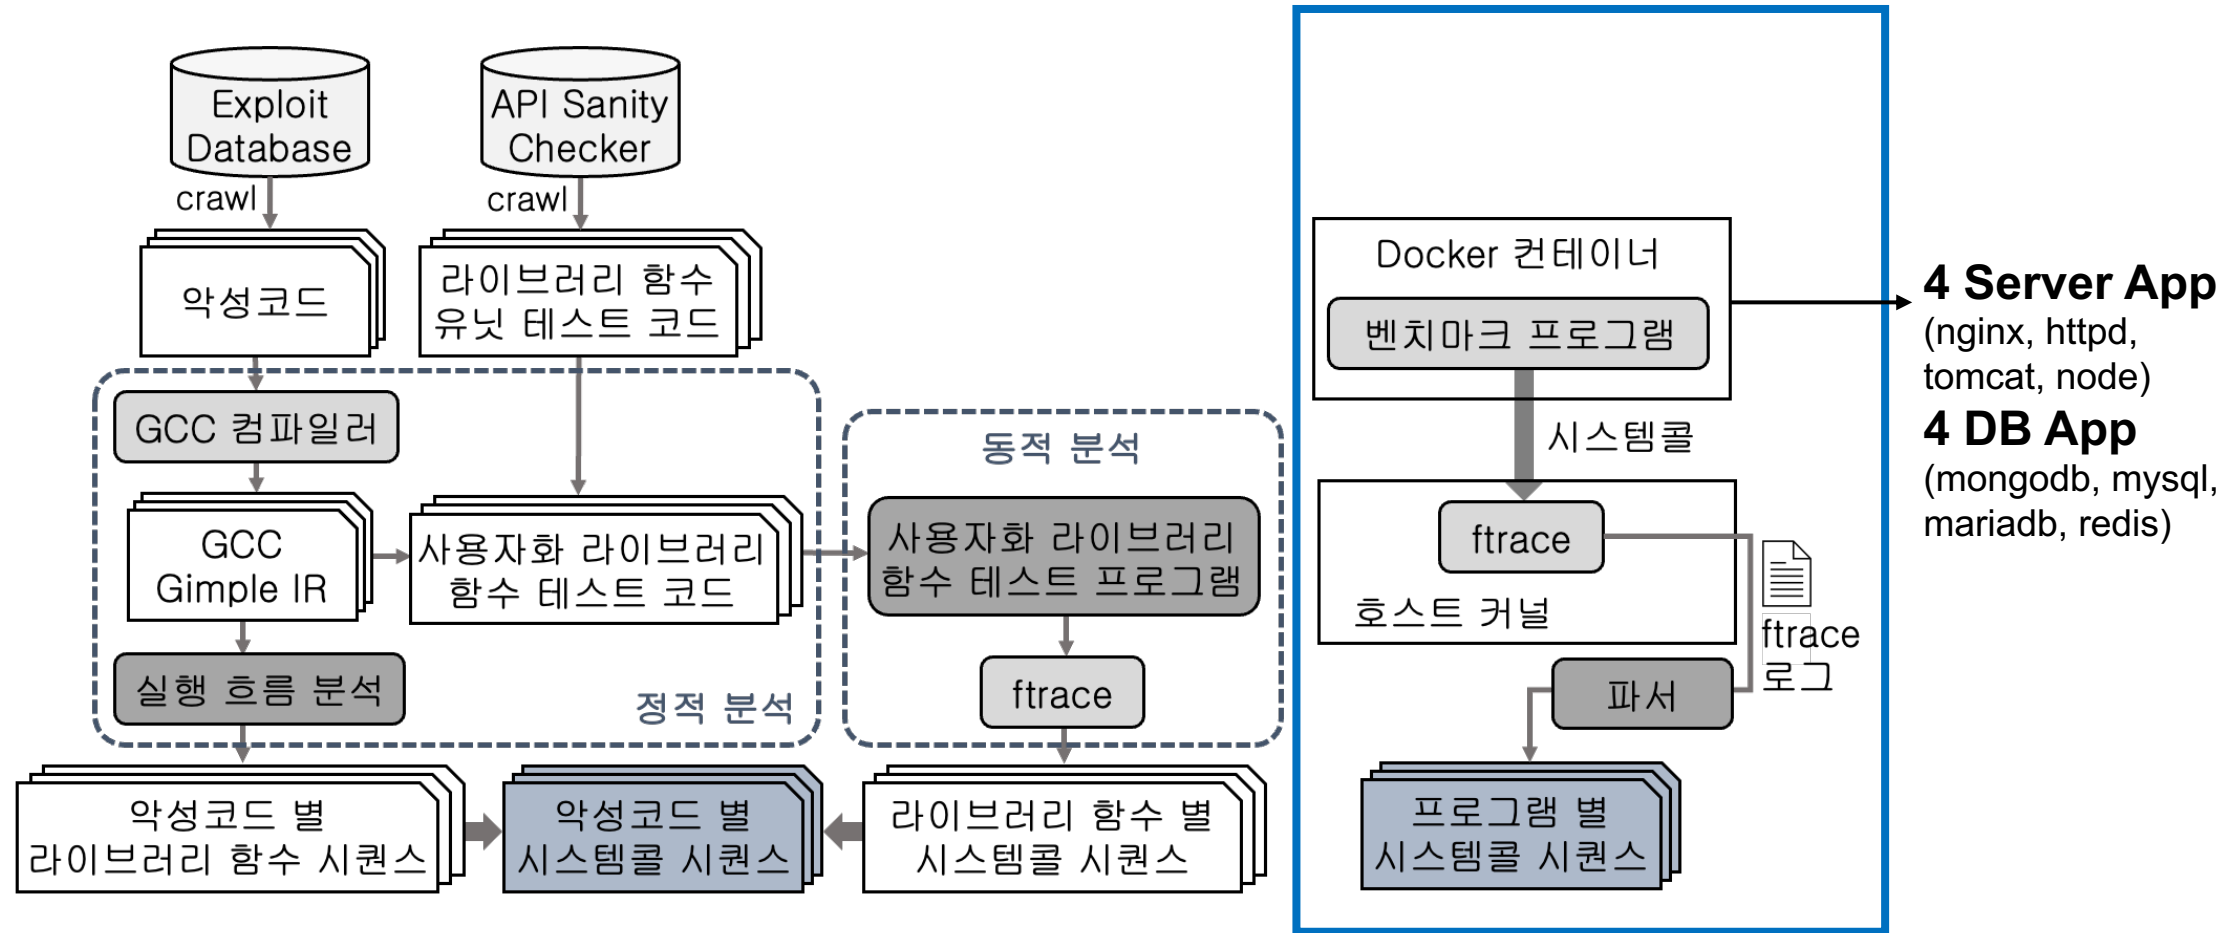 Exploit
Database
crawl
API Sanity
Checker
crawl
악성코드
라이브러리 함수
유닛 테스트 코드
GCC 컴파일러
GCC
Gimple IR
사용자화 라이브러리
함수 테스트 코드
실행 흐름 분석
정적 분석
동적 분석
사용자화 라이브러리
함수 테스트 프로그램
ftrace
악성코드 별
라이브러리 함수 시퀀스
악성코드 별
시스템콜 시퀀스
라이브러리 함수 별
시스템콜 시퀀스
Docker 컨테이너
벤치마크 프로그램
시스템콜
ftrace
호스트 커널
ftrace
로그
파서
프로그램 별
시스템콜 시퀀스
4 Server App
(nginx, httpd,
tomcat, node)
4 DB App
(mongodb, mysql,
mariadb, redis)